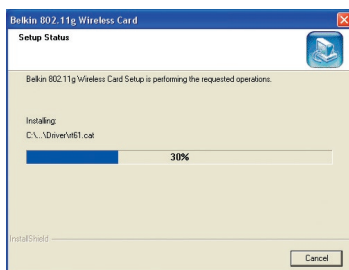 Belkin 802.11g Wireless Card
Setup Status
Belkin 802.11g Wireless Card Setup is performing the requested operations.
Installing:
C:\...\Driver\rt61.cat
30%
InstallShield
Cancel